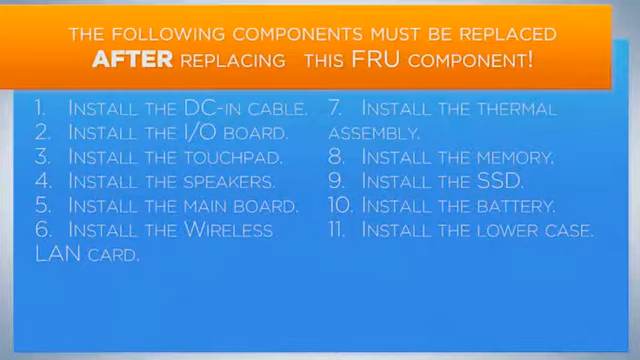 THE FOLLOWING COMPONENTS MUST BE REPLACED
AFTER REPLACING THIS FRU COMPONENT!
1. INSTALL THE DC-IN CABLE.
2. INSTALL THE I/O BOARD.
3. INSTALL THE TOUCHPAD.
4. INSTALL THE SPEAKERS.
5. INSTALL THE MAIN BOARD.
6. INSTALL THE WIRELESS
LAN CARD.
7. INSTALL THE THERMAL
ASSEMBLY.
8. INSTALL THE MEMORY.
9. INSTALL THE SSD.
10. INSTALL THE BATTERY.
11. INSTALL THE LOWER CASE.